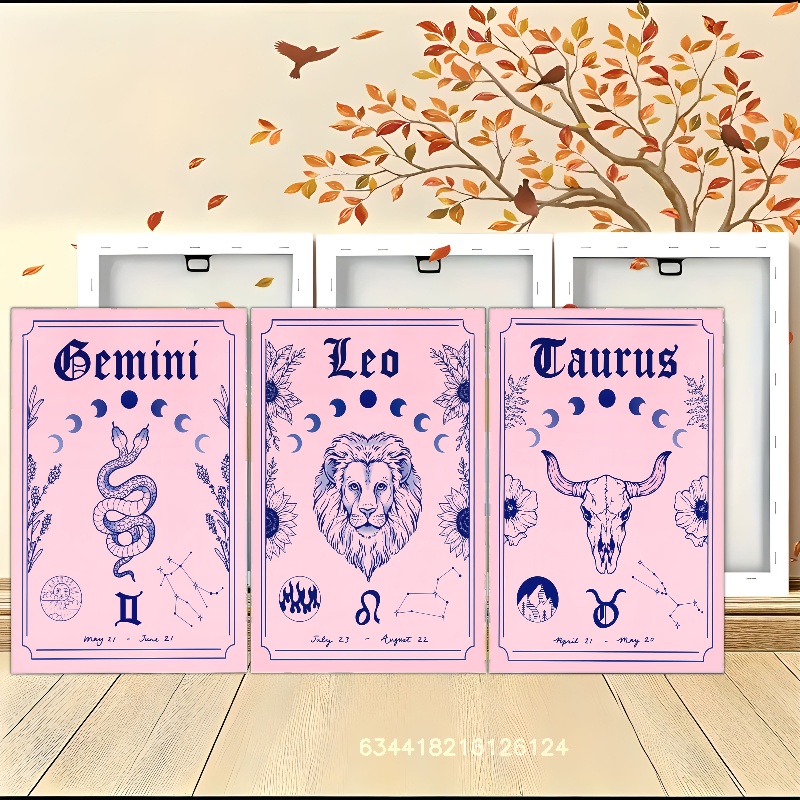 Gemini
May 21 - June 21
Leo
July 23 - August 22
Taurus
April 21 - May 20
634418218126124